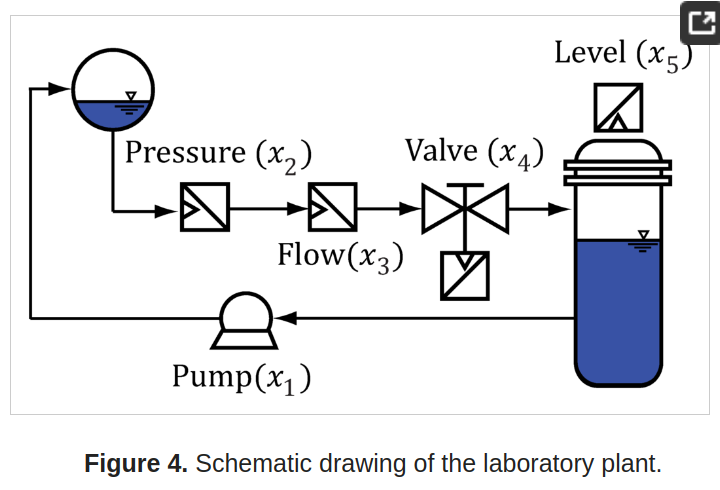 Level (x₅)
Pressure (x₂)
Valve (x₄)
Flow(x₃)
Pump(x₁)
Figure 4. Schematic drawing of the laboratory plant.